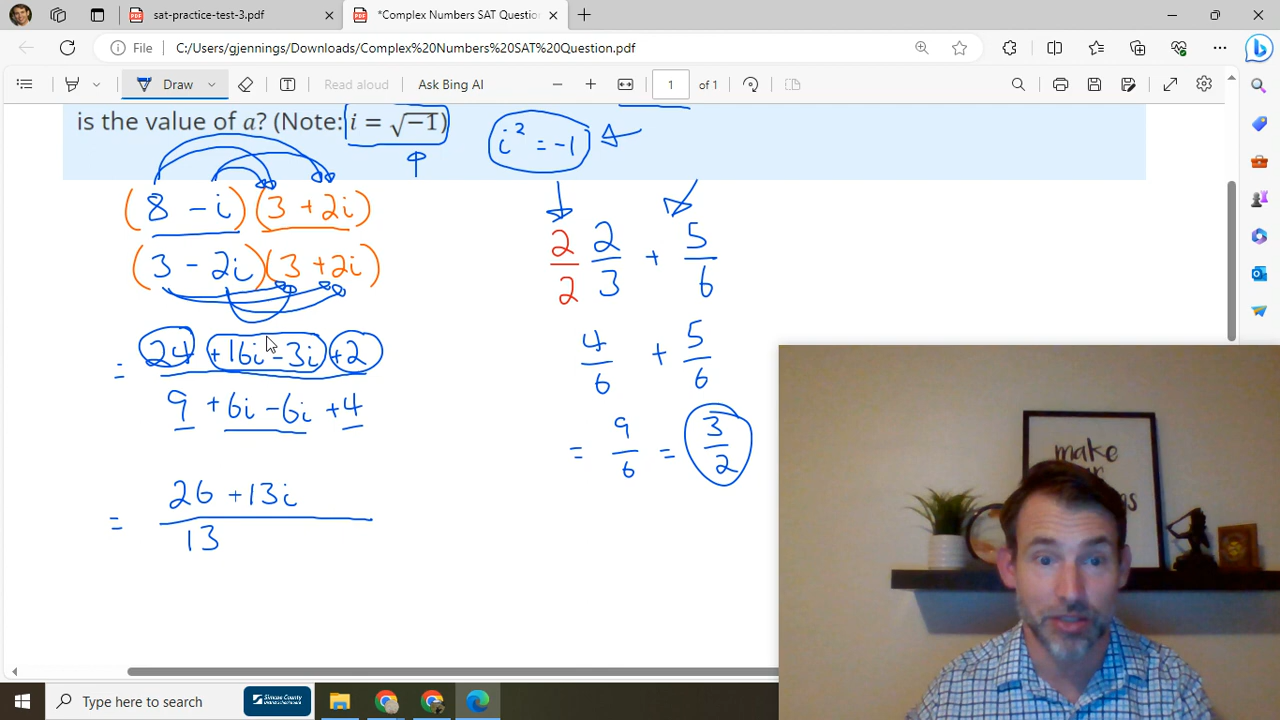 sat-practice-test-3.pdf
*Complex Numbers SAT Questio
File
C:/Users/gjennings/Downloads/Complex%20Numbers%20SAT%20Question.pdf
Draw
Read aloud
Ask Bing AI
1
of 1
is the value of a? (Note: i = √−1)
i² = −1
(8 − i)(3 + 2i)
(3 − 2i)(3 + 2i)
= 24 + 16i − 3i + 2
9 + 6i − 6i + 4
= 26 + 13i
13
2/2 2/3 + 5/6
4/6 + 5/6
= 9/6 = 3/2
make
Type here to search